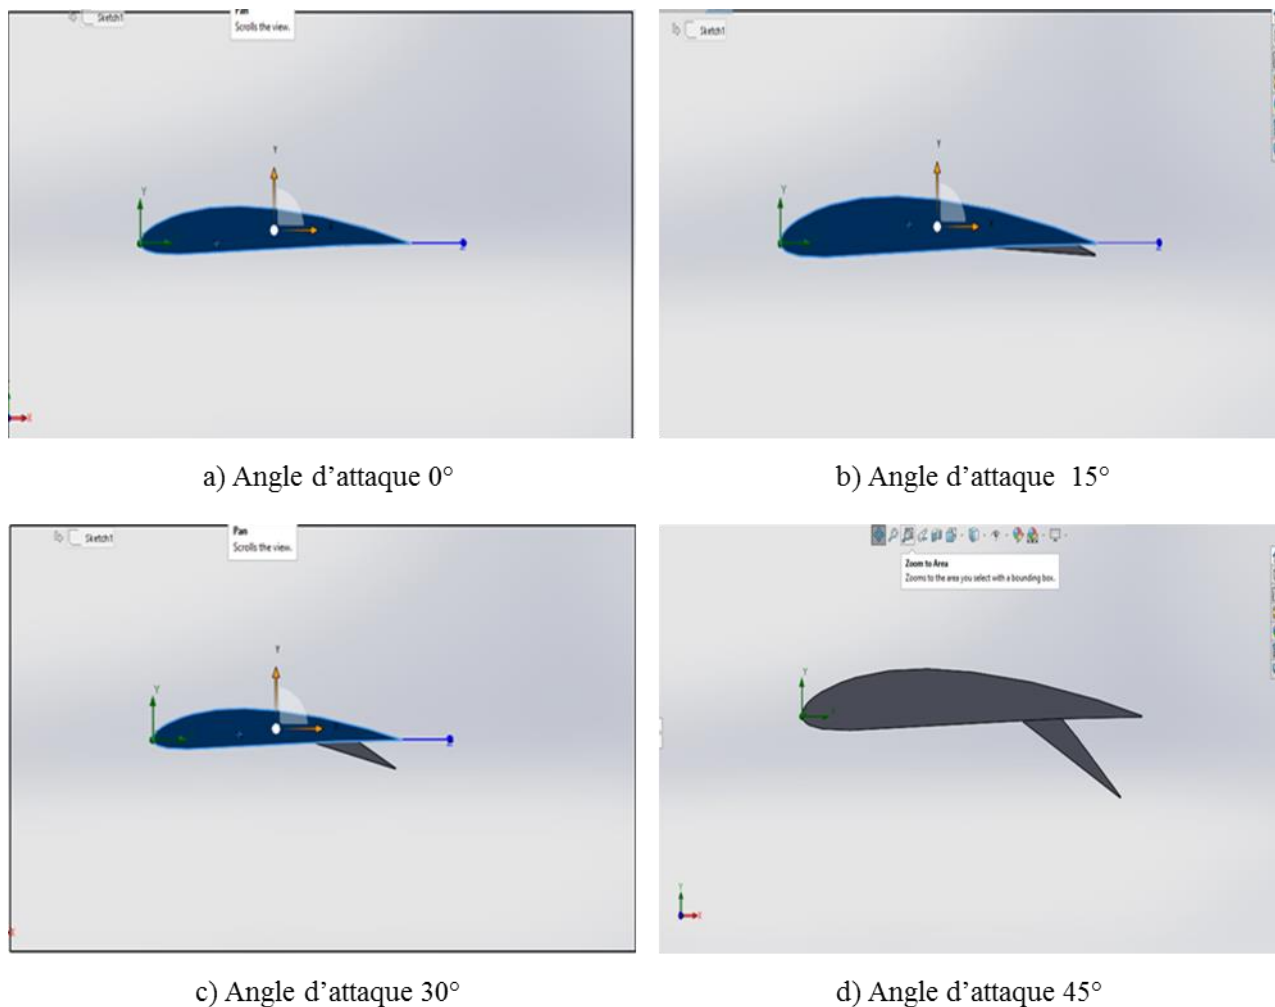 Pan
Sketch1
Scrolls the view.
Sketch1
Y
Y
Y
Y
X
a) Angle d’attaque 0°
b) Angle d’attaque 15°
Pan
Sketch1
Scrolls the view.
Zoom to Area
Zooms to the area you select with a bounding box.
Y
Y
Y
Y
X
c) Angle d’attaque 30°
d) Angle d’attaque 45°